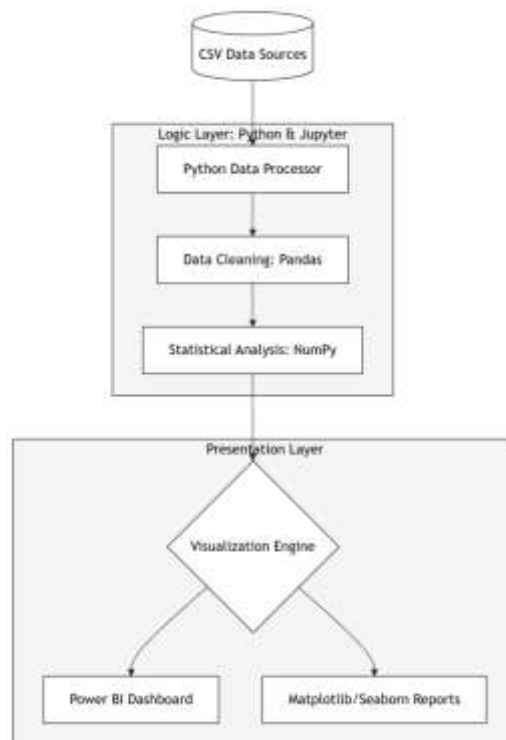 CSV Data Sources
Logic Layer: Python & Jupyter
Python Data Processor
Data Cleaning: Pandas
Statistical Analysis: NumPy
Presentation Layer
Visualization Engine
Power BI Dashboard
Matplotlib/Seaborn Reports